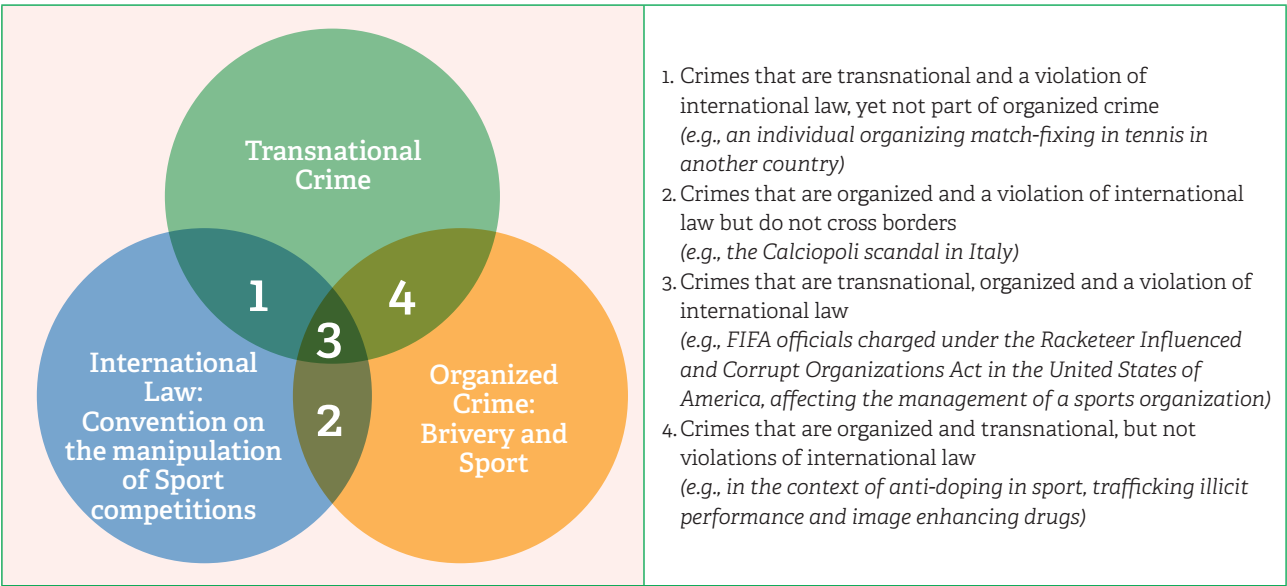 Transnational
Crime
1
4
3
2
International
Law:
Convention on
the manipulation
of Sport
competitions
Organized
Crime:
Brivery and
Sport
1. Crimes that are transnational and a violation of
international law, yet not part of organized crime
(e.g., an individual organizing match-fixing in tennis in
another country)
2. Crimes that are organized and a violation of international
law but do not cross borders
(e.g., the Calciopoli scandal in Italy)
3. Crimes that are transnational, organized and a violation of
international law
(e.g., FIFA officials charged under the Racketeer Influenced
and Corrupt Organizations Act in the United States of
America, affecting the management of a sports organization)
4. Crimes that are organized and transnational, but not
violations of international law
(e.g., in the context of anti-doping in sport, trafficking illicit
performance and image enhancing drugs)